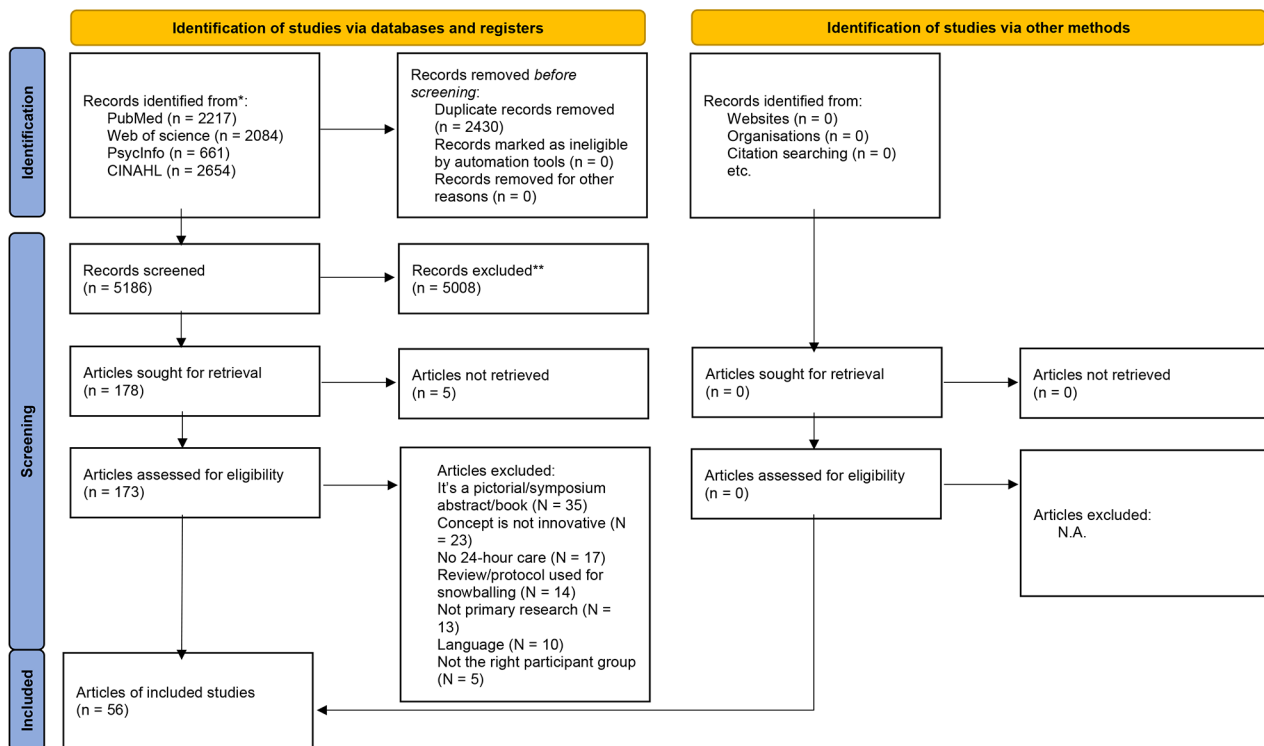 Identification of studies via databases and registers
Identification of studies via other methods
Identification
Records identified from*:
PubMed (n = 2217)
Web of science (n = 2084)
PsycInfo (n = 661)
CINAHL (n = 2654)
Records removed before
screening:
Duplicate records removed
(n = 2430)
Records marked as ineligible
by automation tools (n = 0)
Records removed for other
reasons (n = 0)
Records identified from:
Websites (n = 0)
Organisations (n = 0)
Citation searching (n = 0)
etc.
Screening
Records screened
(n = 5186)
Records excluded**
(n = 5008)
Articles sought for retrieval
(n = 178)
Articles not retrieved
(n = 5)
Articles sought for retrieval
(n = 0)
Articles not retrieved
(n = 0)
Articles assessed for eligibility
(n = 173)
Articles excluded:
It's a pictorial/symposium
abstract/book (N = 35)
Concept is not innovative (N
= 23)
No 24-hour care (N = 17)
Review/protocol used for
snowballing (N = 14)
Not primary research (N =
13)
Language (N = 10)
Not the right participant group
(N = 5)
Articles assessed for eligibility
(n = 0)
Articles excluded:
N.A.
Included
Articles of included studies
(n = 56)